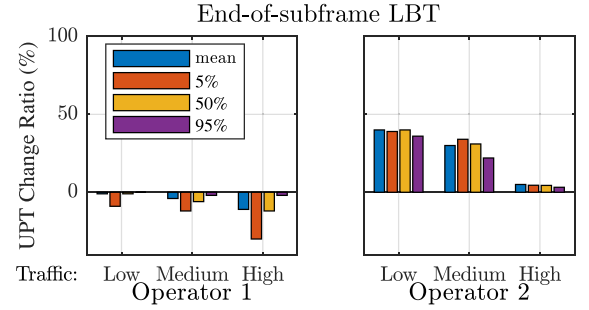 End-of-subframe LBT
UPT Change Ratio (%)
100
50
0
mean
5%
50%
95%
Traffic: Low Medium High Low Medium High
Operator 1 Operator 2